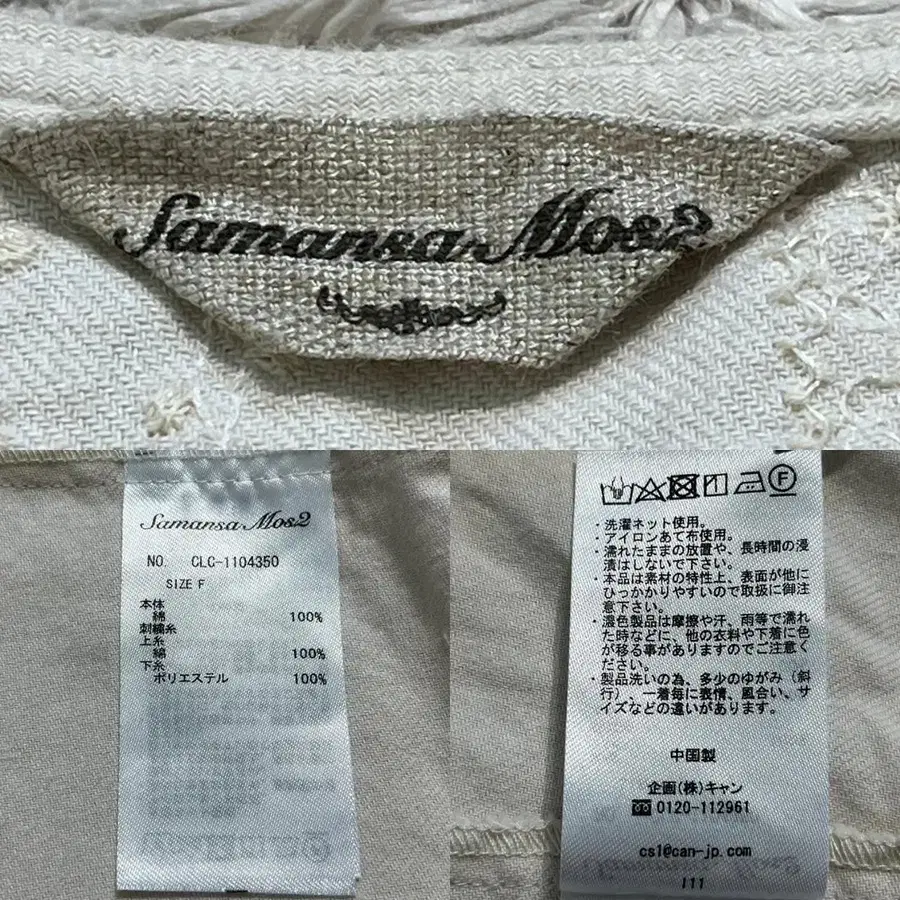 Samansa Mos2
Samansa Mos2
NO. CLC-1104350
SIZE F
本体
綿 100%
刺繍糸
上糸
綿 100%
下糸
ポリエステル 100%
F
・洗濯ネット使用。
・アイロンあて布使用。
・濡れたままの放置や、長時間の浸
漬はしないで下さい。
・本品は素材の特性上、表面が他に
ひっかかりやすいので取扱に御注
意下さい。
・濃色製品は摩擦や汗、雨等で濡れ
た時などに、他の衣料や下着に色
が移る事がありますのでご注意く
ださい。
・製品洗いの為、多少のゆがみ（斜
行）、一着毎に表情、風合い、サ
イズなどの違いがあります。
中国製
企画(株)キャン
0120-112961
cs1@can-jp.com
111